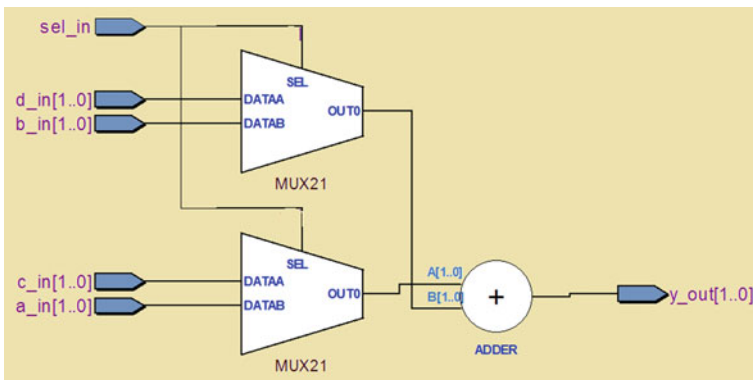 sel_in
SEL
d_in[1..0]
DATAA
OUT0
b_in[1..0]
DATAB
MUX21
SEL
c_in[1..0]
DATAA
OUT0
a_in[1..0]
DATAB
MUX21
A[1..0]
B[1..0]
+
y_out[1..0]
ADDER